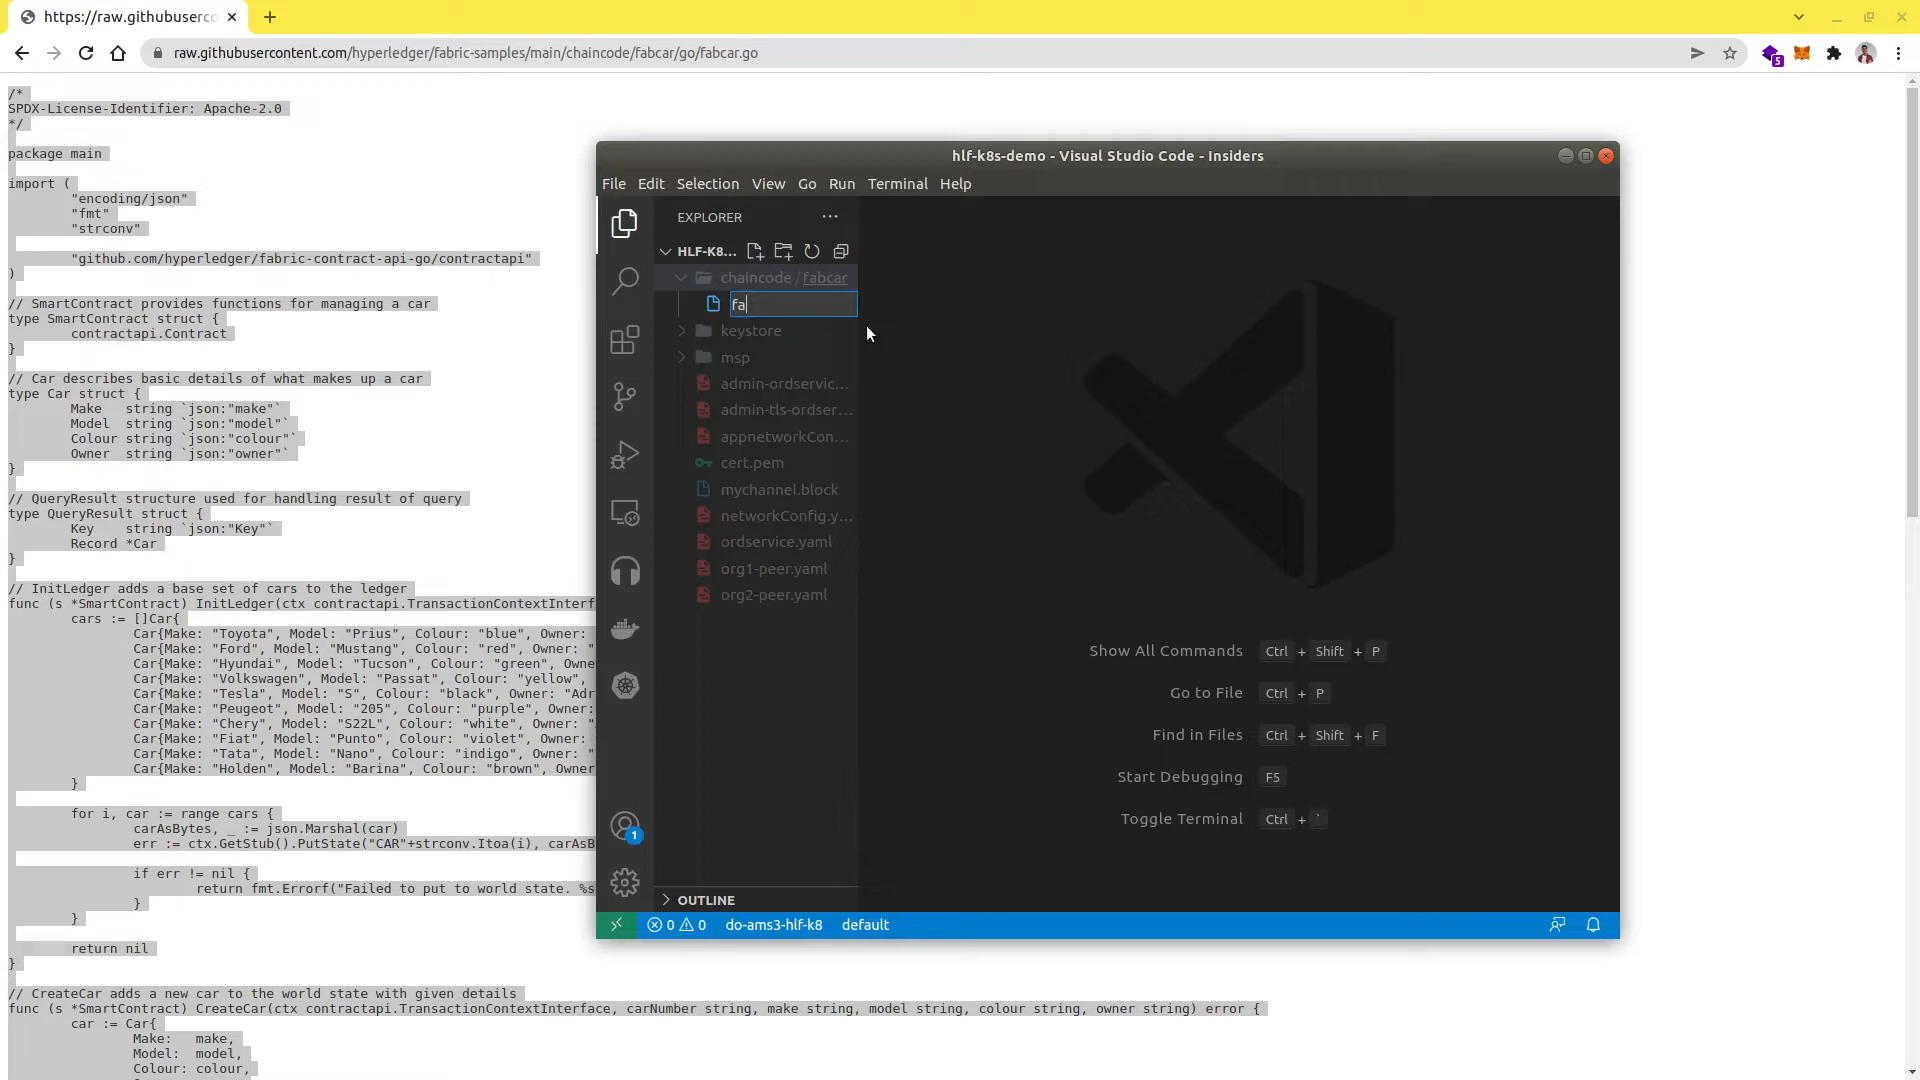 https://raw.githubuserco
raw.githubusercontent.com/hyperledger/fabric-samples/main/chaincode/fabcar/go/fabcar.go
5
/*
SPDX-License-Identifier: Apache-2.0
*/
package main
import (
"encoding/json"
"fmt"
"strconv"
"github.com/hyperledger/fabric-contract-api-go/contractapi"
)
// SmartContract provides functions for managing a car
type SmartContract struct {
contractapi.Contract
}
// Car describes basic details of what makes up a car
type Car struct {
Make   string `json:"make"`
Model  string `json:"model"`
Colour string `json:"colour"`
Owner  string `json:"owner"`
}
// QueryResult structure used for handling result of query
type QueryResult struct {
Key    string `json:"Key"`
Record *Car
}
// InitLedger adds a base set of cars to the ledger
func (s *SmartContract) InitLedger(ctx contractapi.TransactionContextInterf
cars := []Car{
Car{Make: "Toyota", Model: "Prius", Colour: "blue", Owner:
Car{Make: "Ford", Model: "Mustang", Colour: "red", Owner: "
Car{Make: "Hyundai", Model: "Tucson", Colour: "green", Owne
Car{Make: "Volkswagen", Model: "Passat", Colour: "yellow",
Car{Make: "Tesla", Model: "S", Colour: "black", Owner: "Adr
Car{Make: "Peugeot", Model: "205", Colour: "purple", Owner:
Car{Make: "Chery", Model: "S22L", Colour: "white", Owner: "
Car{Make: "Fiat", Model: "Punto", Colour: "violet", Owner:
Car{Make: "Tata", Model: "Nano", Colour: "indigo", Owner: "
Car{Make: "Holden", Model: "Barina", Colour: "brown", Owner
}
for i, car := range cars {
carAsBytes, _ := json.Marshal(car)
err := ctx.GetStub().PutState("CAR"+strconv.Itoa(i), carAsB
if err != nil {
return fmt.Errorf("Failed to put to world state. %s
}
}
return nil
}
// CreateCar adds a new car to the world state with given details
func (s *SmartContract) CreateCar(ctx contractapi.TransactionContextInterface, carNumber string, make string, model string, colour string, owner string) error {
car := Car{
Make:   make,
Model:  model,
Colour: colour,
hlf-k8s-demo - Visual Studio Code - Insiders
File Edit Selection View Go Run Terminal Help
EXPLORER
HLF-K8...
chaincode / fabcar
fa
keystore
msp
admin-ordservic...
admin-tls-ordser...
appnetworkCon...
cert.pem
mychannel.block
networkConfig.y...
ordservice.yaml
org1-peer.yaml
org2-peer.yaml
1
OUTLINE
Show All Commands Ctrl + Shift + P
Go to File Ctrl + P
Find in Files Ctrl + Shift + F
Start Debugging F5
Toggle Terminal Ctrl + `
0 0 do-ams3-hlf-k8 default